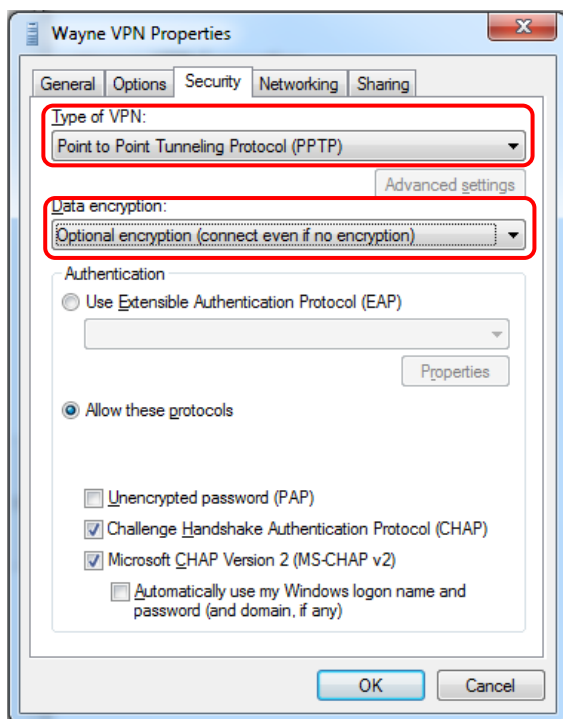 Wayne VPN Properties
General Options Security Networking Sharing
Type of VPN:
Point to Point Tunneling Protocol (PPTP)
Advanced settings
Data encryption:
Optional encryption (connect even if no encryption)
Authentication
Use Extensible Authentication Protocol (EAP)
Properties
Allow these protocols
Unencrypted password (PAP)
Challenge Handshake Authentication Protocol (CHAP)
Microsoft CHAP Version 2 (MS-CHAP v2)
Automatically use my Windows logon name and
password (and domain, if any)
OK Cancel